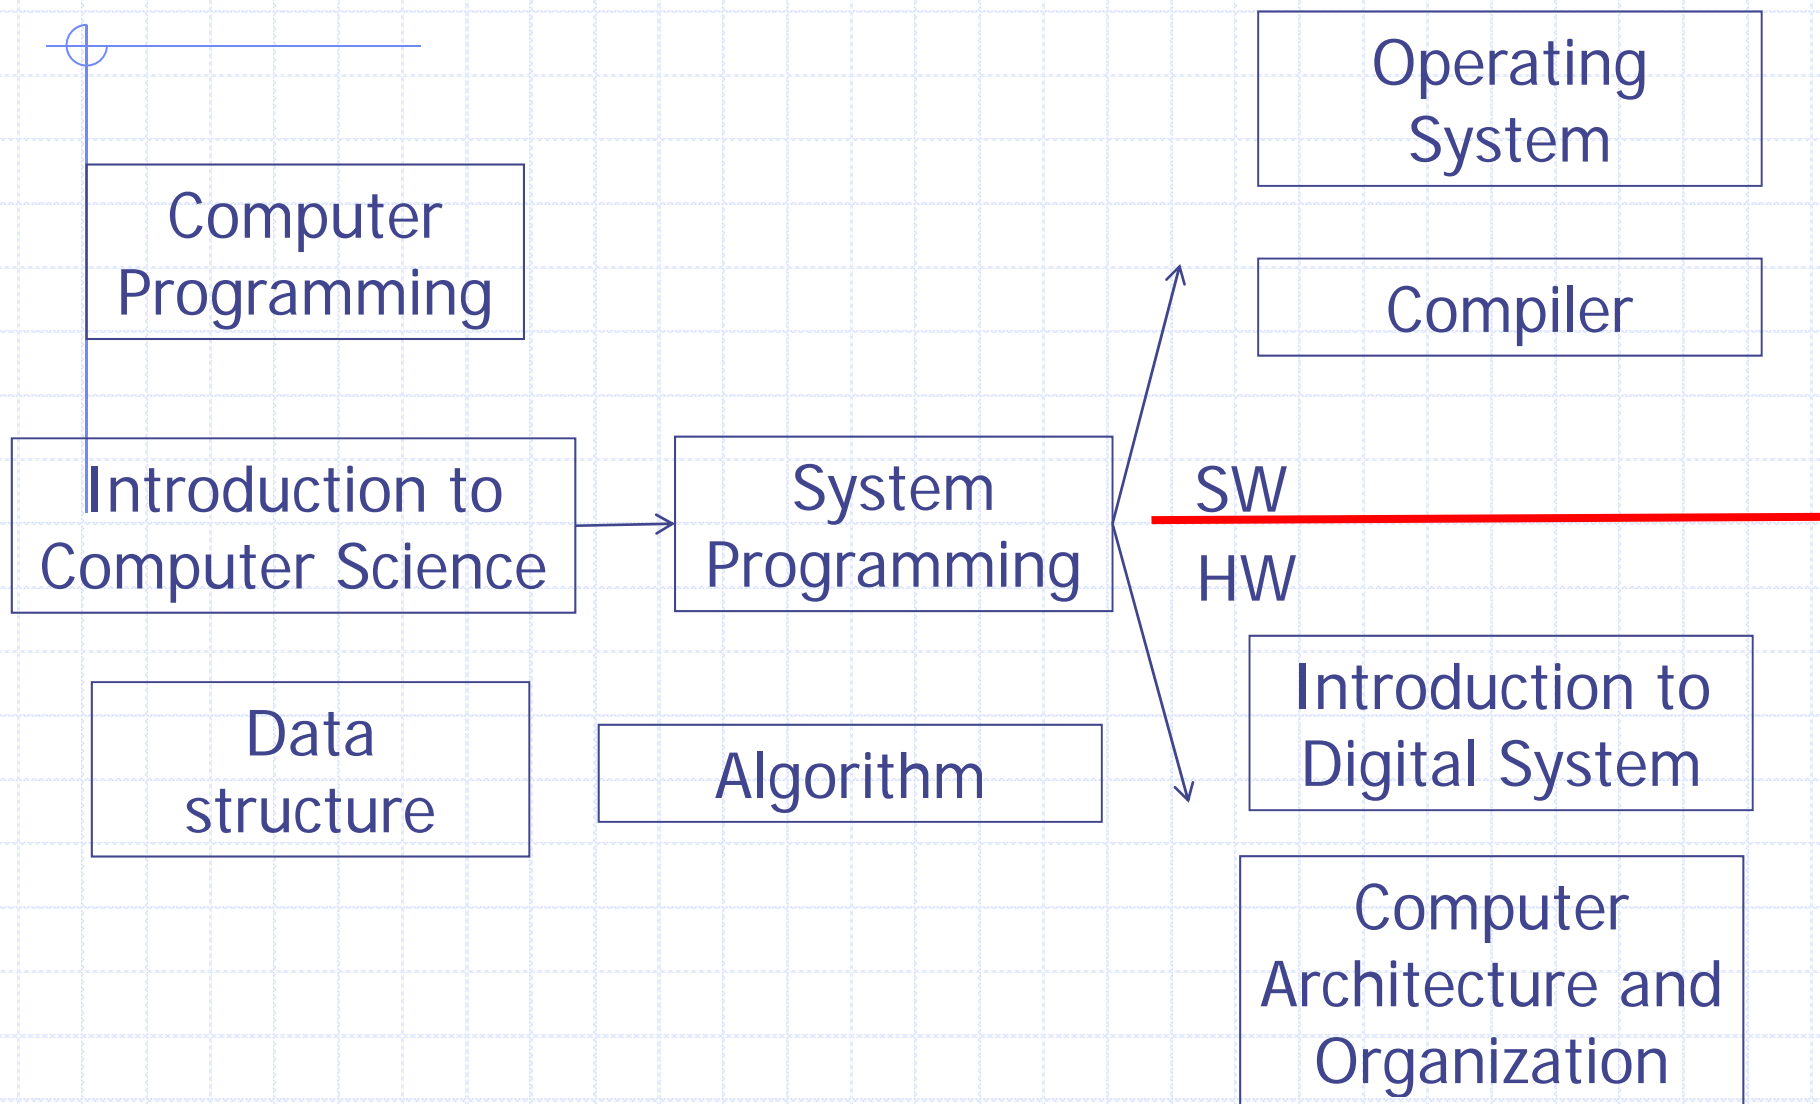 Computer
Programming
Introduction to
Computer Science
Data
structure
System
Programming
Algorithm
Operating
System
Compiler
SW
HW
Introduction to
Digital System
Computer
Architecture and
Organization